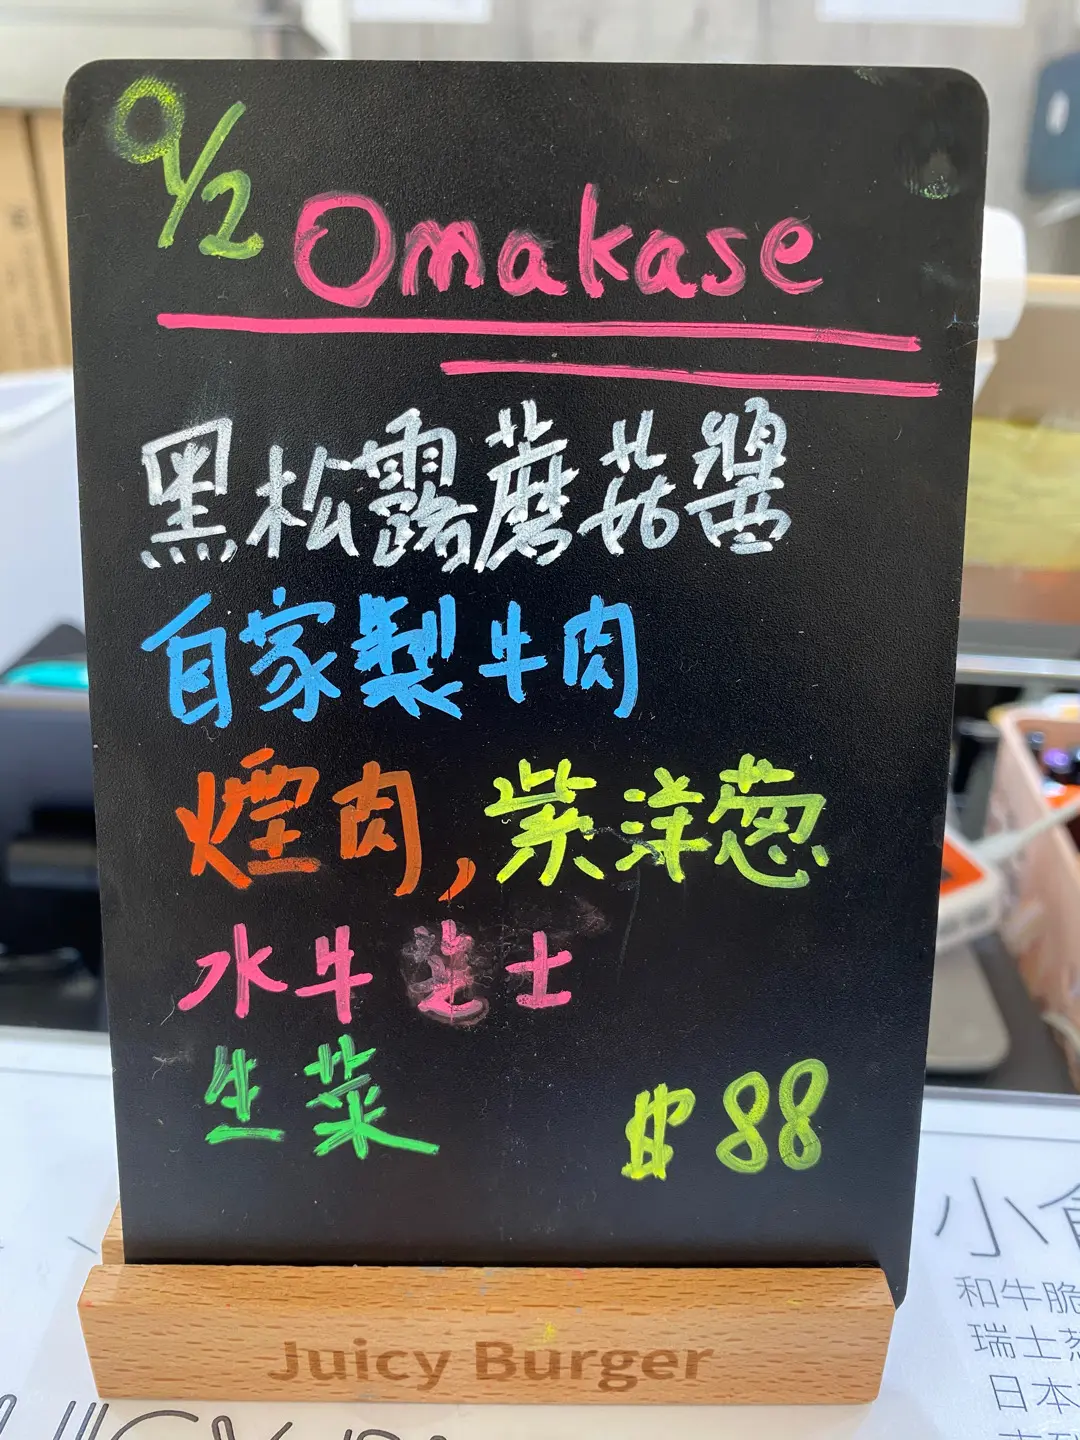 9/2
Omakase
黑松露蘑菇醬
自家製牛肉
煙肉,紫洋葱
水牛芝士
生菜
$88
Juicy Burger
小
和牛脆
瑞士
日本